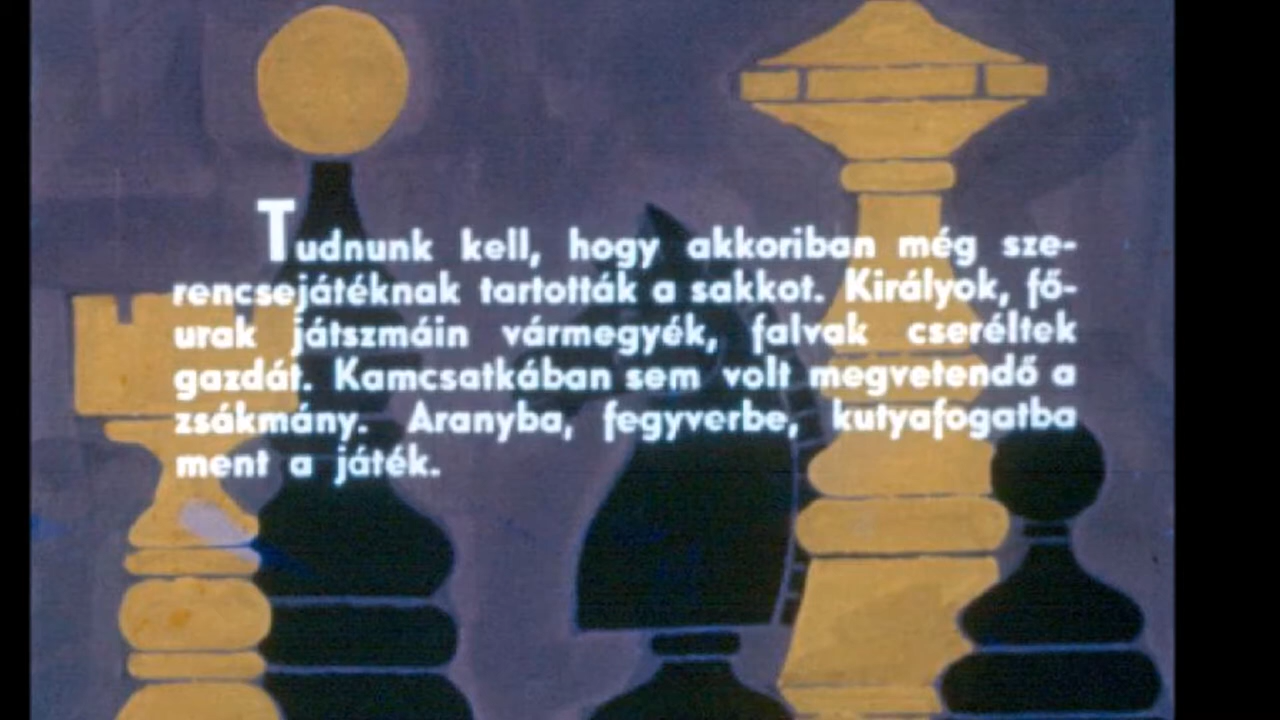 Tudnunk kell, hogy akkoriban még sze-
rencsejátéknak tartották a sakkot. Királyok, fő-
urak játszmáin vármegyék, falvak cseréltek
gazdát. Kamcsatkában sem volt megvetendő a
zsákmány. Aranyba, fegyverbe, kutyafogatba
ment a játék.